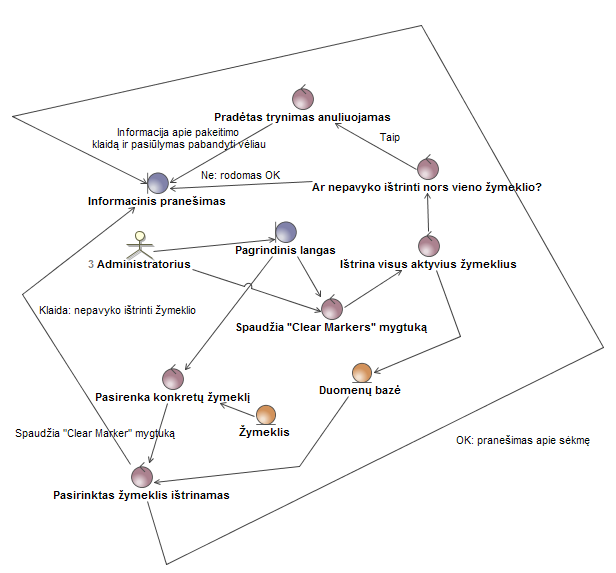 Pradėtas trynimas anuliuojamas
Informacija apie pakeitimo
klaidą ir pasiūlymas pabandyti vėliau
Taip
Ne: rodomas OK
Ar nepavyko ištrinti nors vieno žymeklio?
Informacinis pranešimas
3 Administratorius
Pagrindinis langas
Ištrina visus aktyvius žymeklius
Klaida: nepavyko ištrinti žymeklio
Spaudžia "Clear Markers" mygtuką
Pasirenka konkretų žymeklį
Duomenų bazė
Žymeklis
Spaudžia "Clear Marker" mygtuką
OK: pranešimas apie sėkmę
Pasirinktas žymeklis ištrinamas